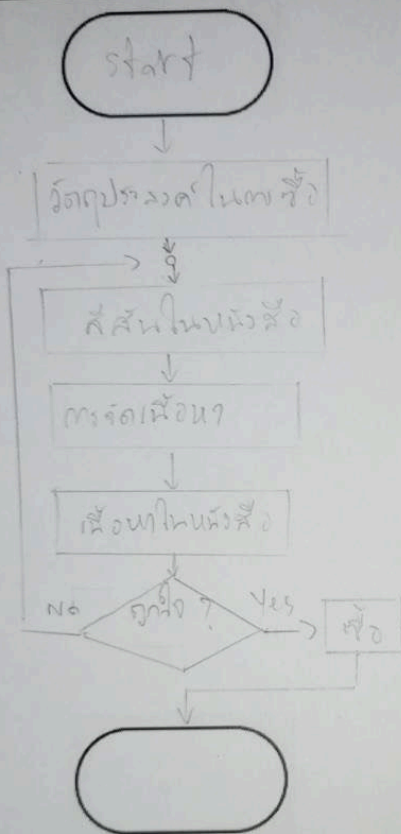 Start
วัตถุประสงค์ในการซื้อ
สีสันในหนังสือ
การจัดเนื้อหา
เนื้อหาในหนังสือ
No
ถูกใจ ?
Yes
ซื้อ